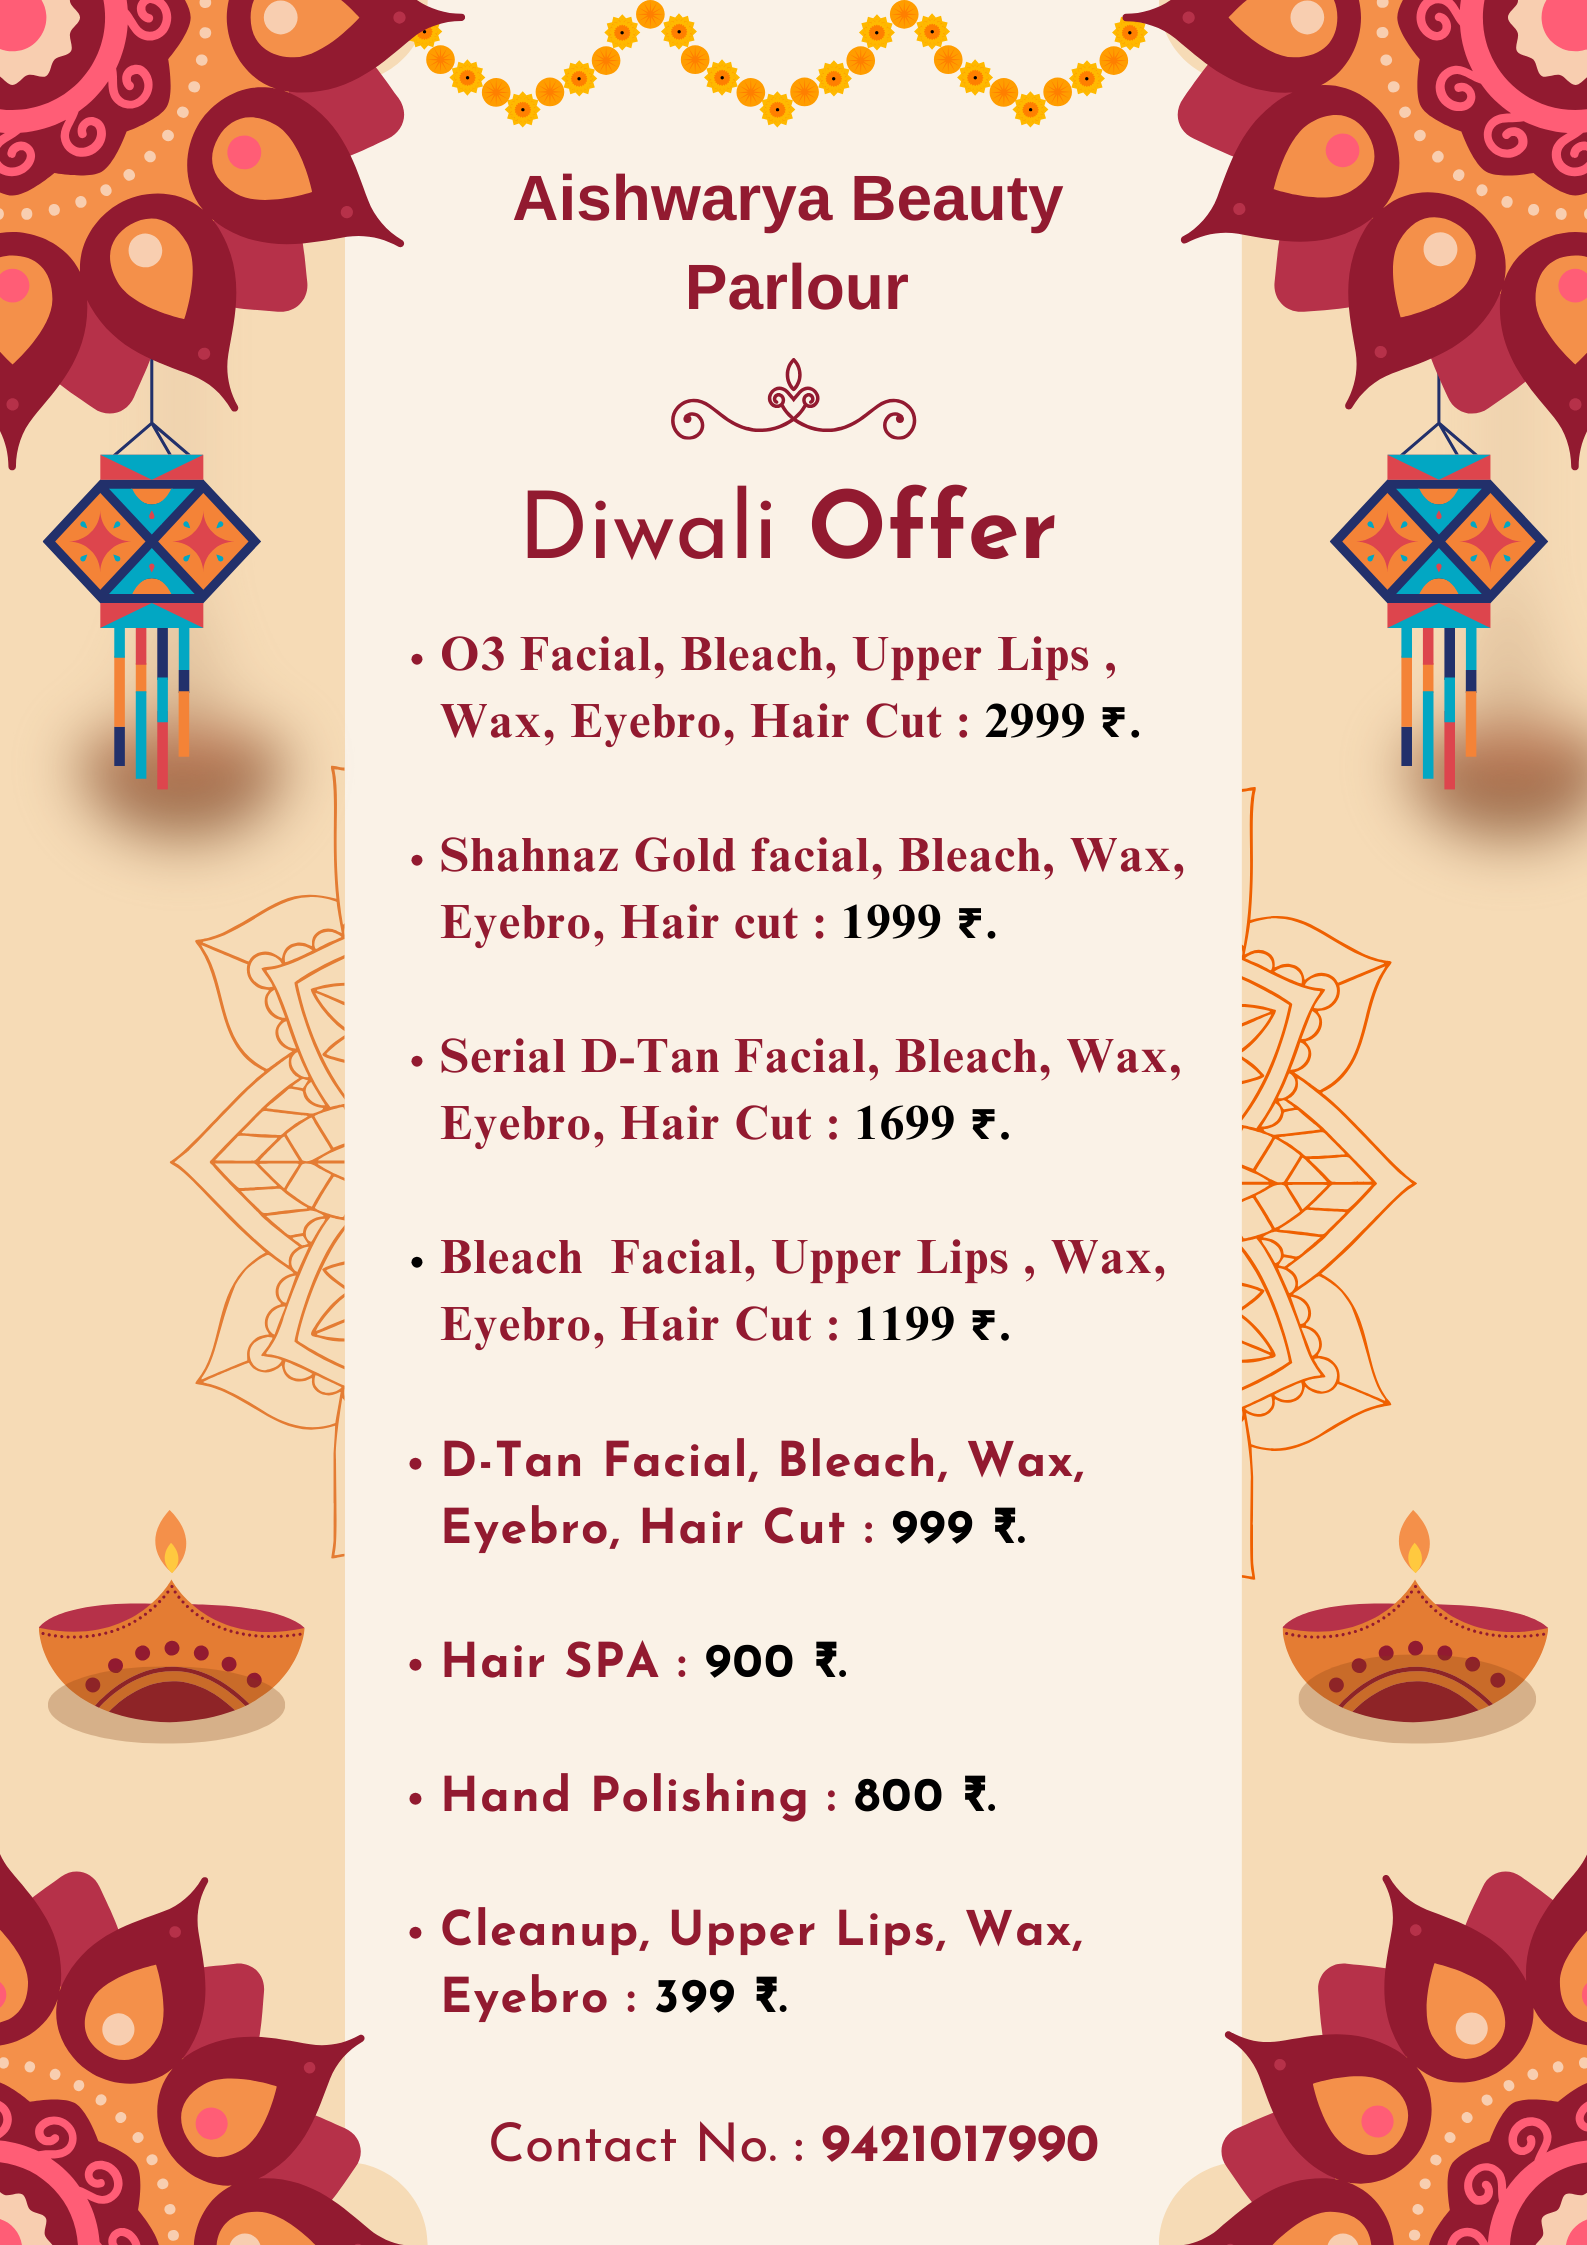 Aishwarya Beauty
Parlour
Diwali Offer
• O3 Facial, Bleach, Upper Lips ,
Wax, Eyebro, Hair Cut : 2999 ₹.
• Shahnaz Gold facial, Bleach, Wax,
Eyebro, Hair cut : 1999 ₹.
• Serial D-Tan Facial, Bleach, Wax,
Eyebro, Hair Cut : 1699 ₹.
• Bleach  Facial, Upper Lips , Wax,
Eyebro, Hair Cut : 1199 ₹.
• D-Tan Facial, Bleach, Wax,
Eyebro, Hair Cut : 999 ₹.
• Hair SPA : 900 ₹.
• Hand Polishing : 800 ₹.
• Cleanup, Upper Lips, Wax,
Eyebro : 399 ₹.
Contact No. : 9421017990